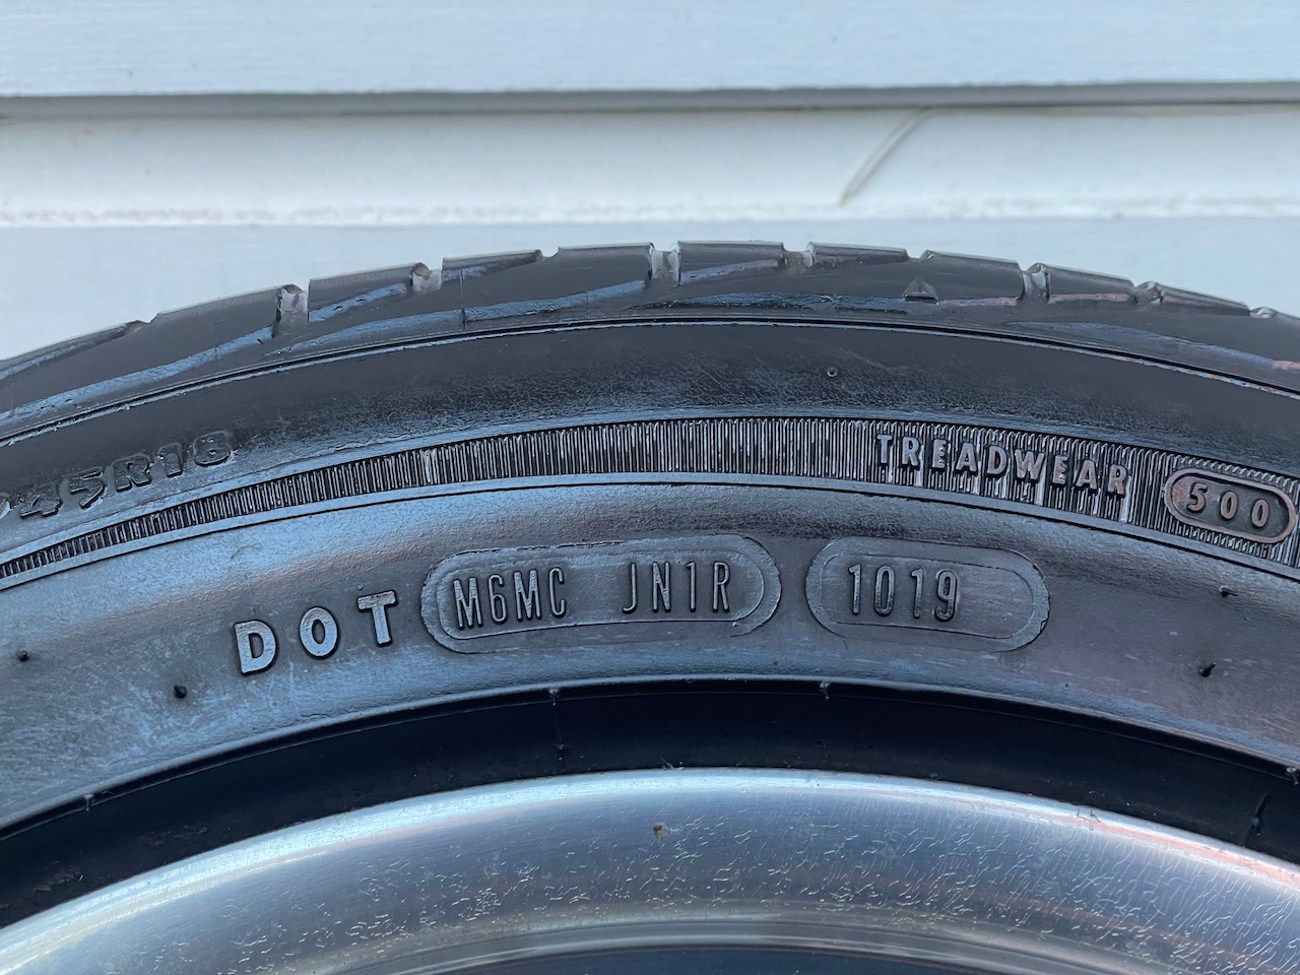 45R18
TREADWEAR 500
DOT M6MC JN1R 1019